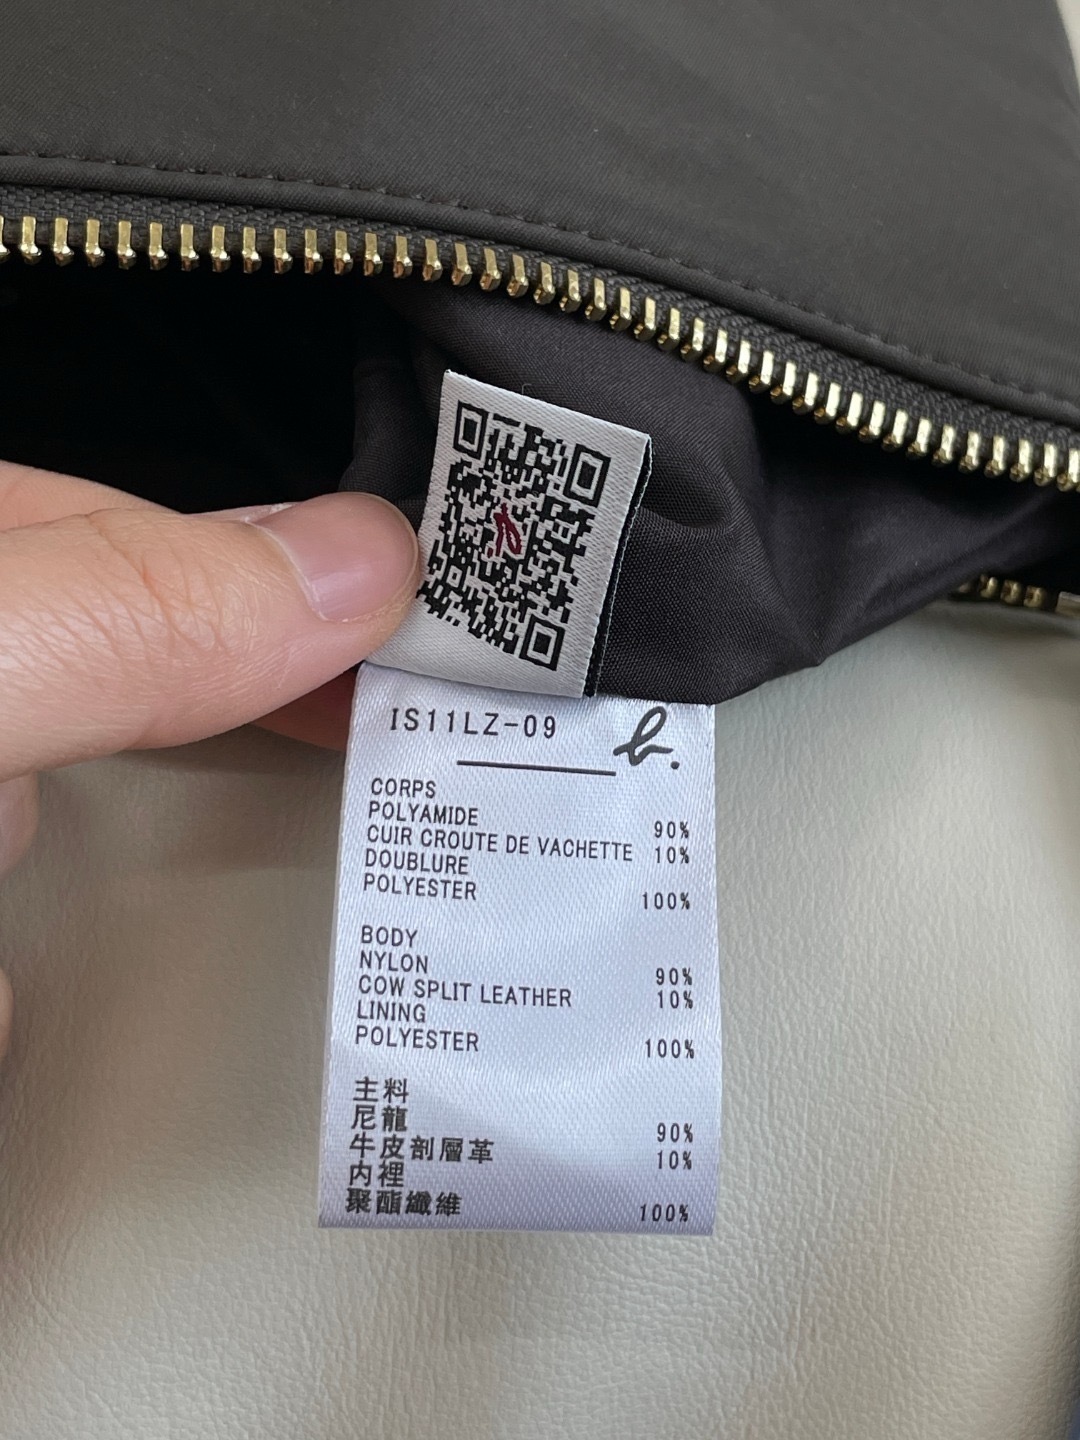 IS11LZ-09 b.
CORPS
POLYAMIDE 90%
CUIR CROUTE DE VACHETTE 10%
DOUBLURE
POLYESTER 100%
BODY
NYLON 90%
COW SPLIT LEATHER 10%
LINING
POLYESTER 100%
主料
尼龍 90%
牛皮剖層革 10%
内裡
聚酯纖維 100%